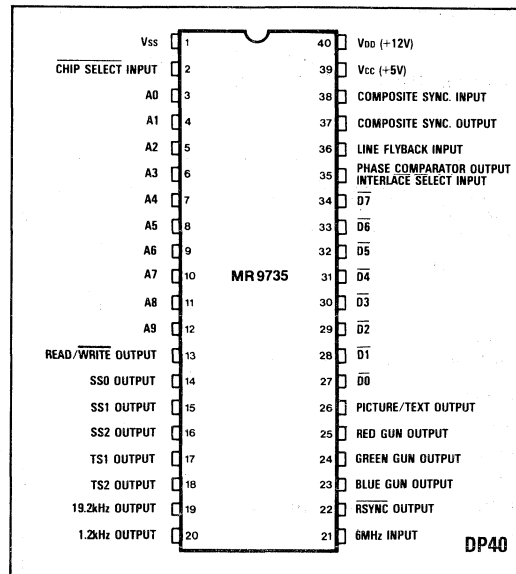 Vss 1 40 VDD (+12V)
CHIP SELECT INPUT 2 39 Vcc (+5V)
A0 3 38 COMPOSITE SYNC. INPUT
A1 4 37 COMPOSITE SYNC. OUTPUT
A2 5 36 LINE FLYBACK INPUT
A3 6 35 PHASE COMPARATOR OUTPUT
INTERLACE SELECT INPUT
A4 7 34 D7
A5 8 33 D6
A6 9 32 D5
A7 10 MR 9735 31 D4
A8 11 30 D3
A9 12 29 D2
READ/WRITE OUTPUT 13 28 D1
SS0 OUTPUT 14 27 D0
SS1 OUTPUT 15 26 PICTURE/TEXT OUTPUT
SS2 OUTPUT 16 25 RED GUN OUTPUT
TS1 OUTPUT 17 24 GREEN GUN OUTPUT
TS2 OUTPUT 18 23 BLUE GUN OUTPUT
19.2kHz OUTPUT 19 22 RSYNC OUTPUT
1.2kHz OUTPUT 20 21 6MHz INPUT
DP40